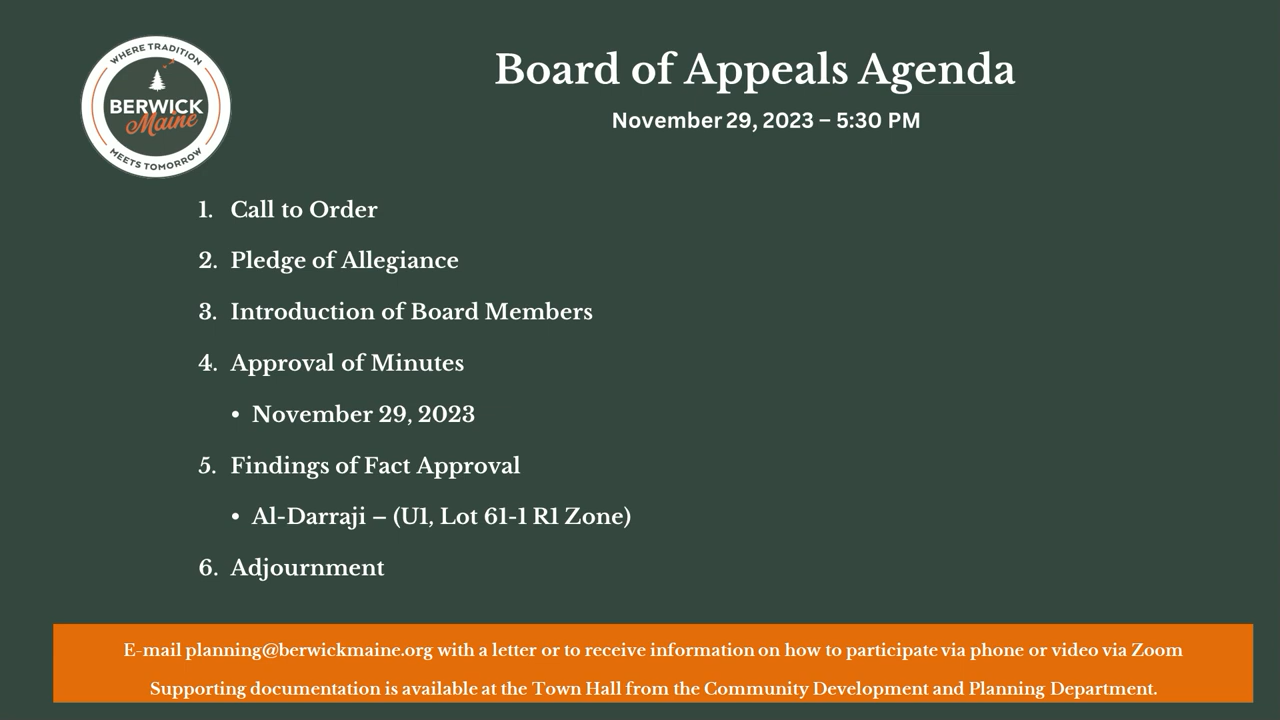 WHERE TRADITION
BERWICK
Maine
MEETS TOMORROW
Board of Appeals Agenda
November 29, 2023 – 5:30 PM
1. Call to Order
2. Pledge of Allegiance
3. Introduction of Board Members
4. Approval of Minutes
• November 29, 2023
5. Findings of Fact Approval
• Al-Darraji – (U1, Lot 61-1 R1 Zone)
6. Adjournment
E-mail planning@berwickmaine.org with a letter or to receive information on how to participate via phone or video via Zoom
Supporting documentation is available at the Town Hall from the Community Development and Planning Department.